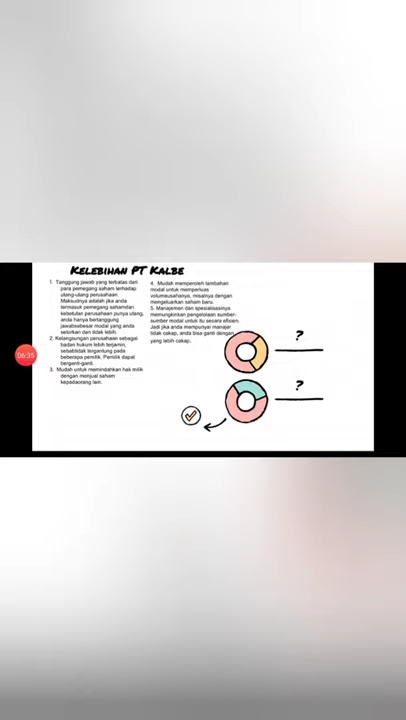 KELEBIHAN PT KALBE
1. Tanggung jawab yang terbatas dari
para pemegang saham terhadap
utang-utang perusahaan.
Maksudnya adalah jika anda
termasuk pemegang sahamdan
kebetulan perusahaan punya utang,
anda hanya bertanggung
jawabsebesar modal yang anda
setorkan dan tidak lebih.
2. Kelangsungan perusahaan sebagai
badan hukum lebih terjamin,
sebabtidak tergantung pada
beberapa pemilik. Pemilik dapat
berganti-ganti.
3. Mudah untuk memindahkan hak milik
dengan menjual saham
kepadaorang lain.
4. Mudah memperoleh tambahan
modal untuk memperluas
volumeusahanya, misalnya dengan
mengeluarkan saham baru.
5. Manajemen dan spesialisasinya
memungkinkan pengelolaan sumber-
sumber modal untuk itu secara efisien.
Jadi jika anda mempunyai manajer
tidak cakap, anda bisa ganti dengan
yang lebih cakap.
?
?
06:35